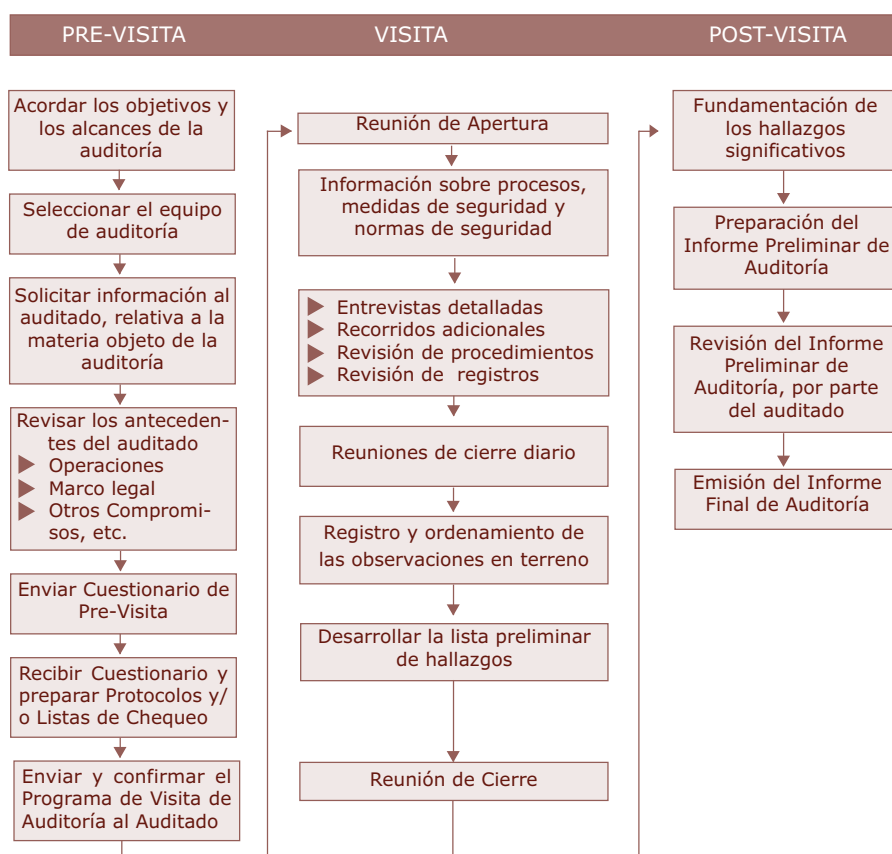 PRE-VISITA
VISITA
POST-VISITA
Acordar los objetivos y
los alcances de la
auditoría
Seleccionar el equipo
de auditoría
Solicitar información al
auditado, relativa a la
materia objeto de la
auditoría
Revisar los anteceden-
tes del auditado
Operaciones
Marco legal
Otros Compromi-
sos, etc.
Enviar Cuestionario de
Pre-Visita
Recibir Cuestionario y
preparar Protocolos y/
o Listas de Chequeo
Enviar y confirmar el
Programa de Visita de
Auditoría al Auditado
Reunión de Apertura
Información sobre procesos,
medidas de seguridad y
normas de seguridad
Entrevistas detalladas
Recorridos adicionales
Revisión de procedimientos
Revisión de registros
Reuniones de cierre diario
Registro y ordenamiento de
las observaciones en terreno
Desarrollar la lista preliminar
de hallazgos
Reunión de Cierre
Fundamentación de
los hallazgos
significativos
Preparación del
Informe Preliminar de
Auditoría
Revisión del Informe
Preliminar de
Auditoría, por parte
del auditado
Emisión del Informe
Final de Auditoría